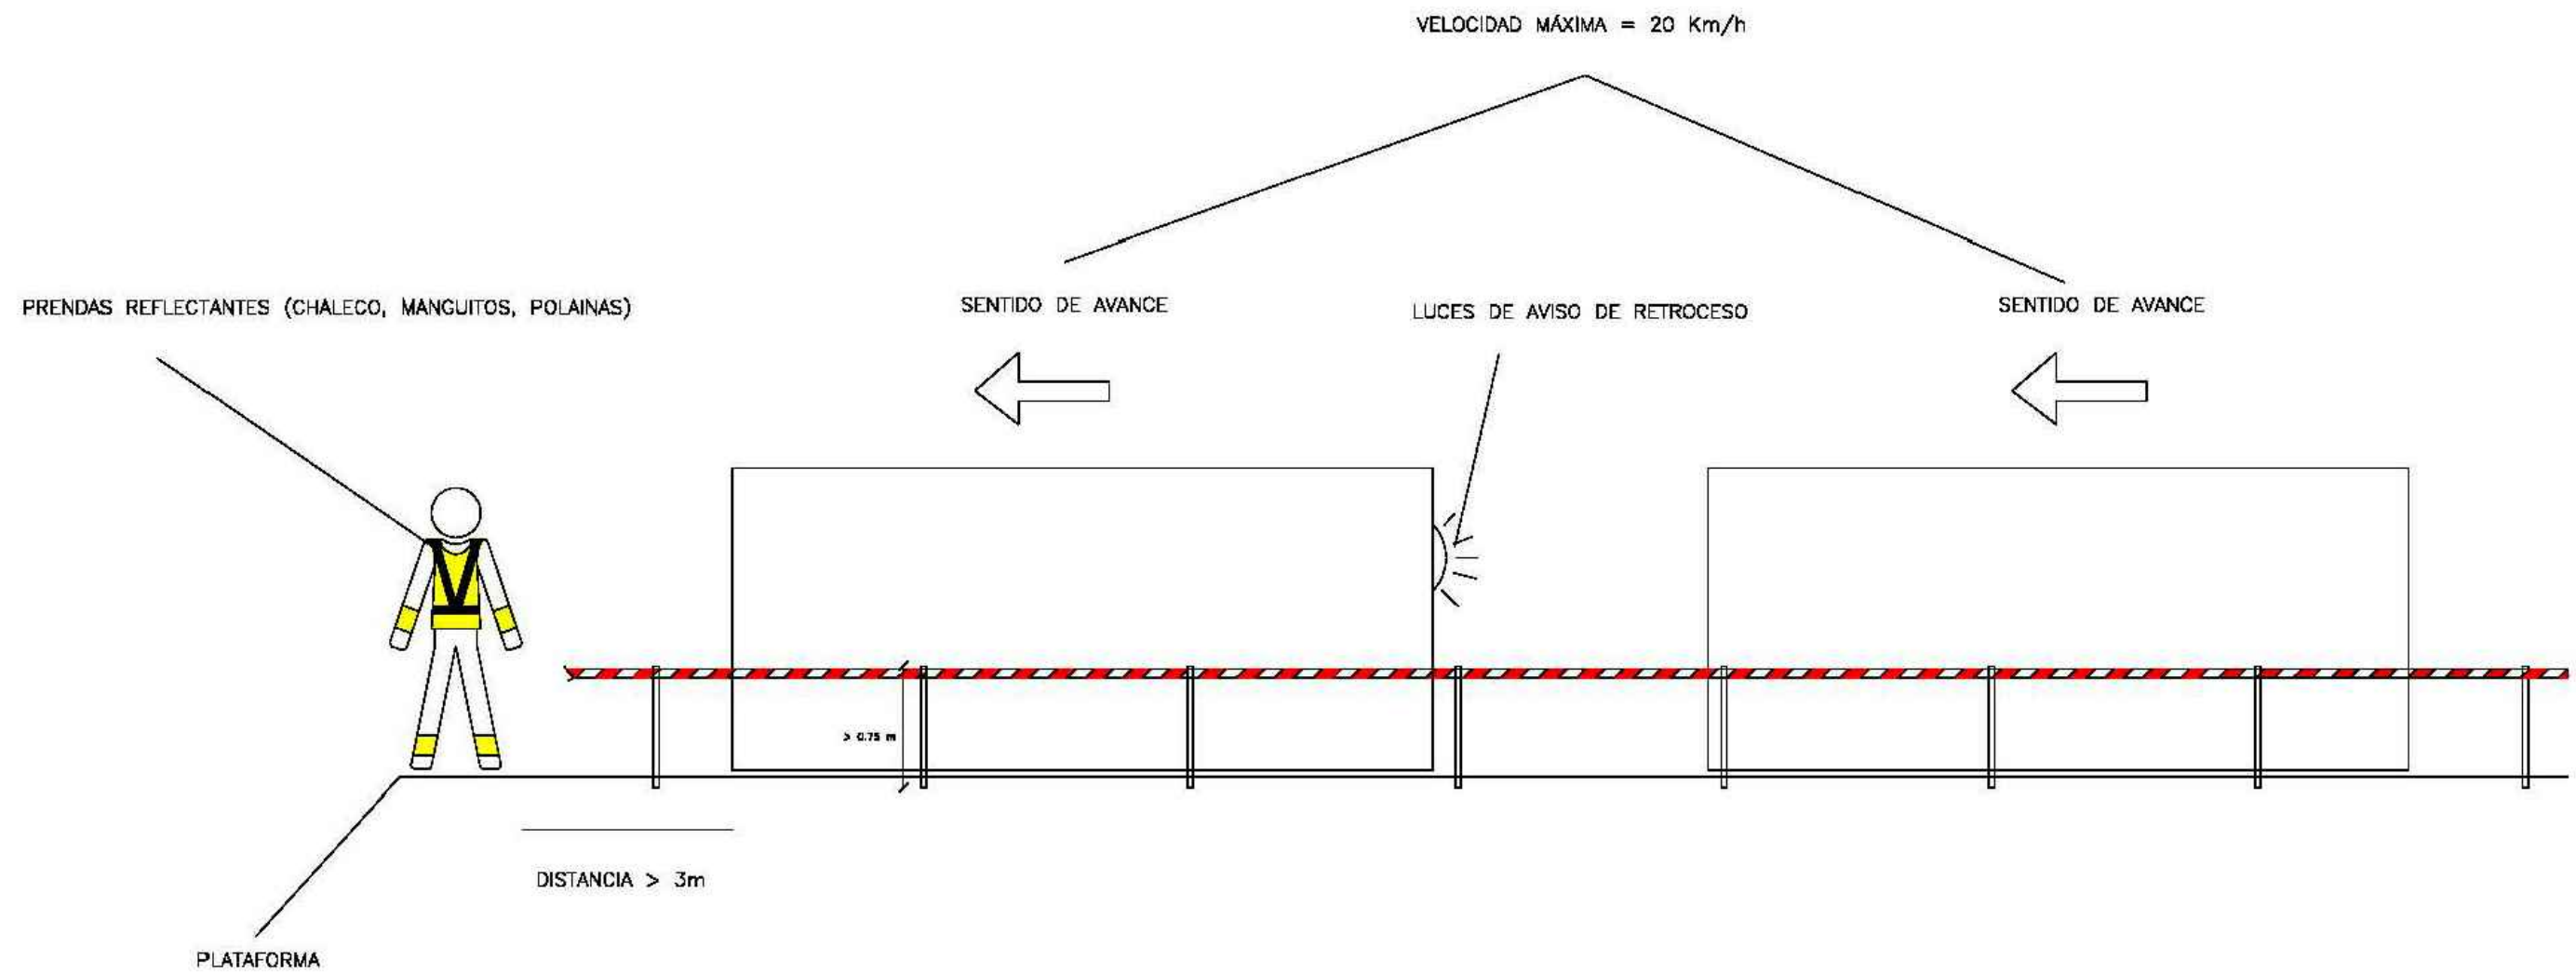 VELOCIDAD MÁXIMA = 20 Km/h
PRENDAS REFLECTANTES (CHALECO, MANGUITOS, POLAINAS)
SENTIDO DE AVANCE
LUCES DE AVISO DE RETROCESO
SENTIDO DE AVANCE
> 0.75 m
DISTANCIA > 3m
PLATAFORMA